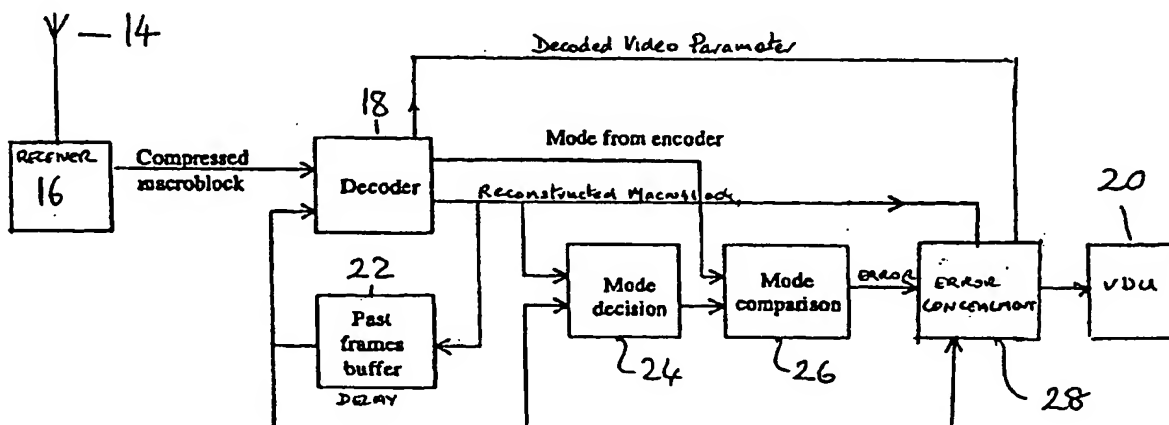 14
Decoded Video Parameter
18
RECEIVER
16
Compressed
macroblock
Decoder
Mode from encoder
Reconstructed Macroblock
20
22
Past
frames
buffer
DELAY
Mode
decision
24
Mode
comparison
26
ERROR
ERROR
CONCEALMENT
28
VDU